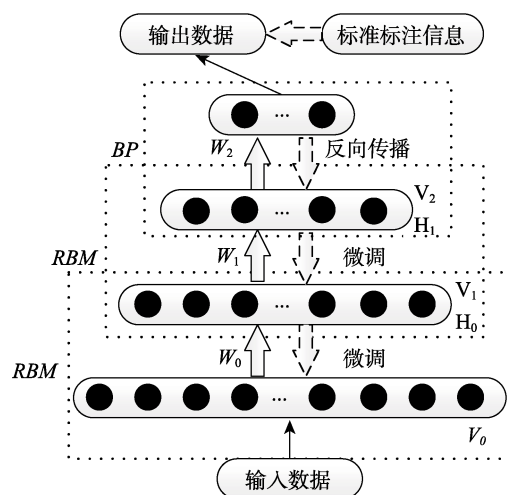 输出数据 标准标注信息
...
BP W₂ 反向传播
V₂
...
H₁
RBM W₁ 微调
V₁
...
H₀
W₀ 微调
RBM
...
V₀
输入数据